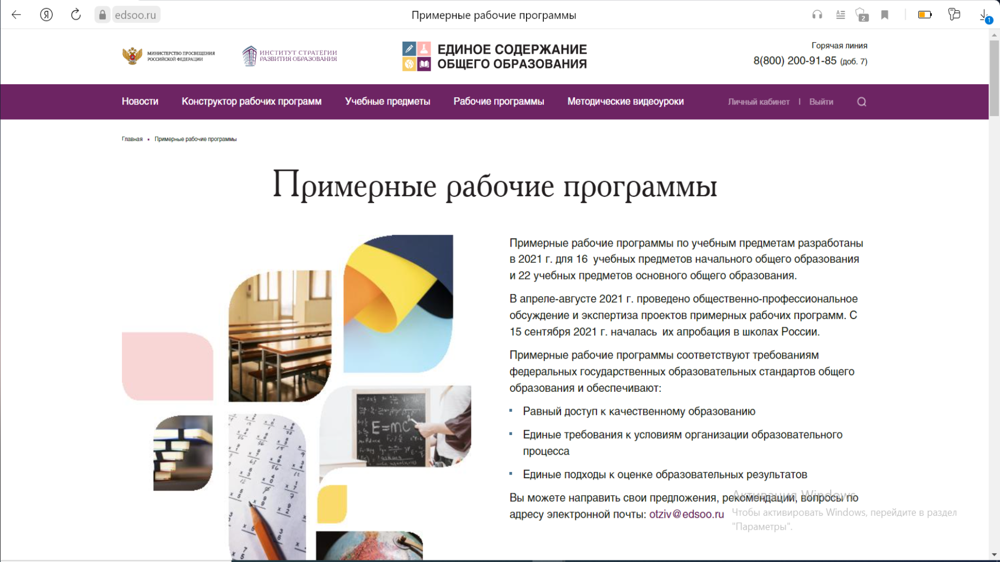 edsoo.ru
Примерные рабочие программы
2
1
МИНИСТЕРСТВО ПРОСВЕЩЕНИЯ
РОССИЙСКОЙ ФЕДЕРАЦИИ
ИНСТИТУТ СТРАТЕГИИ
РАЗВИТИЯ ОБРАЗОВАНИЯ
ЕДИНОЕ СОДЕРЖАНИЕ
ОБЩЕГО ОБРАЗОВАНИЯ
Горячая линия
8(800) 200-91-85 (доб. 7)
Новости
Конструктор рабочих программ
Учебные предметы
Рабочие программы
Методические видеоуроки
Личный кабинет | Выйти
Главная • Примерные рабочие программы
Примерные рабочие программы
Примерные рабочие программы по учебным предметам разработаны
в 2021 г. для 16 учебных предметов начального общего образования
и 22 учебных предметов основного общего образования.
В апреле-августе 2021 г. проведено общественно-профессиональное
обсуждение и экспертиза проектов примерных рабочих программ. С
15 сентября 2021 г. началась их апробация в школах России.
Примерные рабочие программы соответствуют требованиям
федеральных государственных образовательных стандартов общего
образования и обеспечивают:
Равный доступ к качественному образованию
Единые требования к условиям организации образовательного
процесса
Единые подходы к оценке образовательных результатов
Вы можете направить свои предложения, рекомендации, вопросы по
адресу электронной почты: otziv@edsoo.ru
E=mc²
Активация Windows
Чтобы активировать Windows, перейдите в раздел
"Параметры".